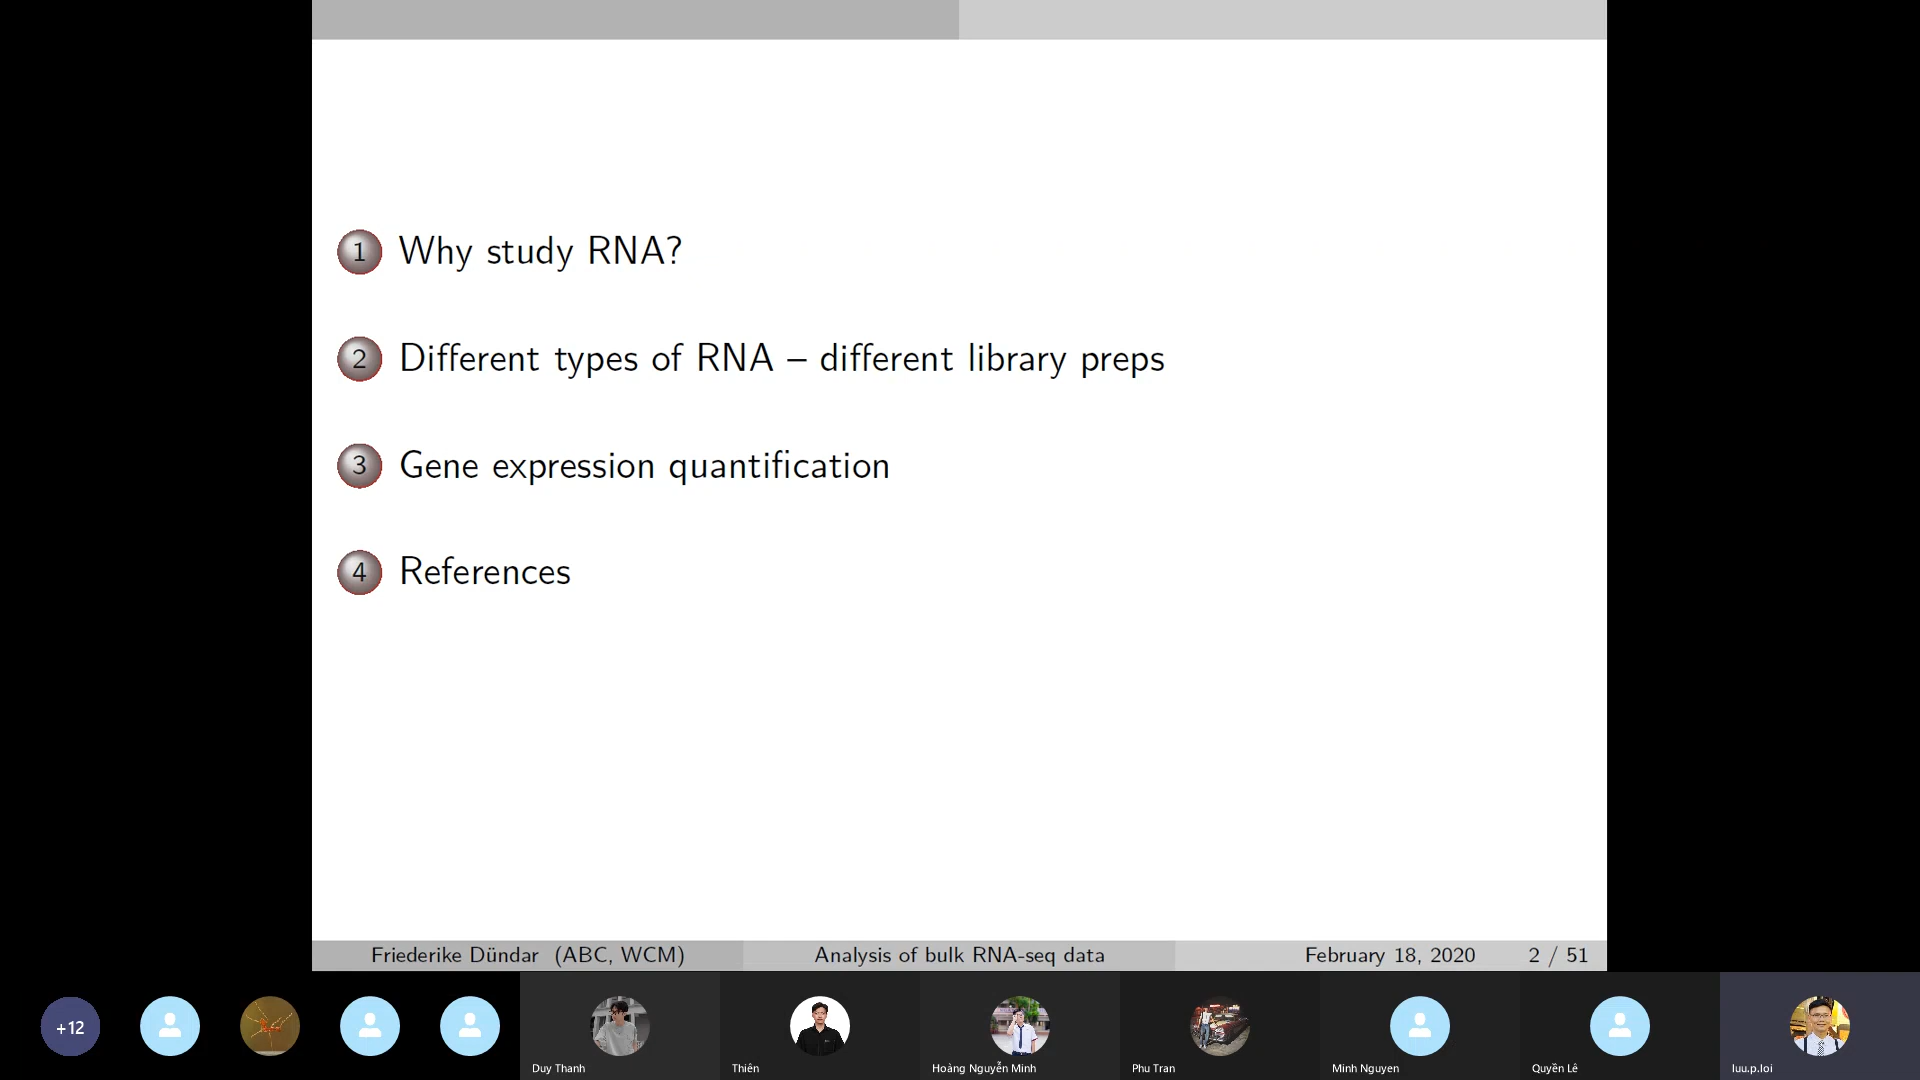 1 Why study RNA?
2 Different types of RNA – different library preps
3 Gene expression quantification
4 References
Friederike Dündar (ABC, WCM) Analysis of bulk RNA-seq data February 18, 2020 2 / 51
+12
Duy Thanh Thiên Hoàng Nguyễn Minh Phu Tran Minh Nguyen Quyền Lê luu.p.loi